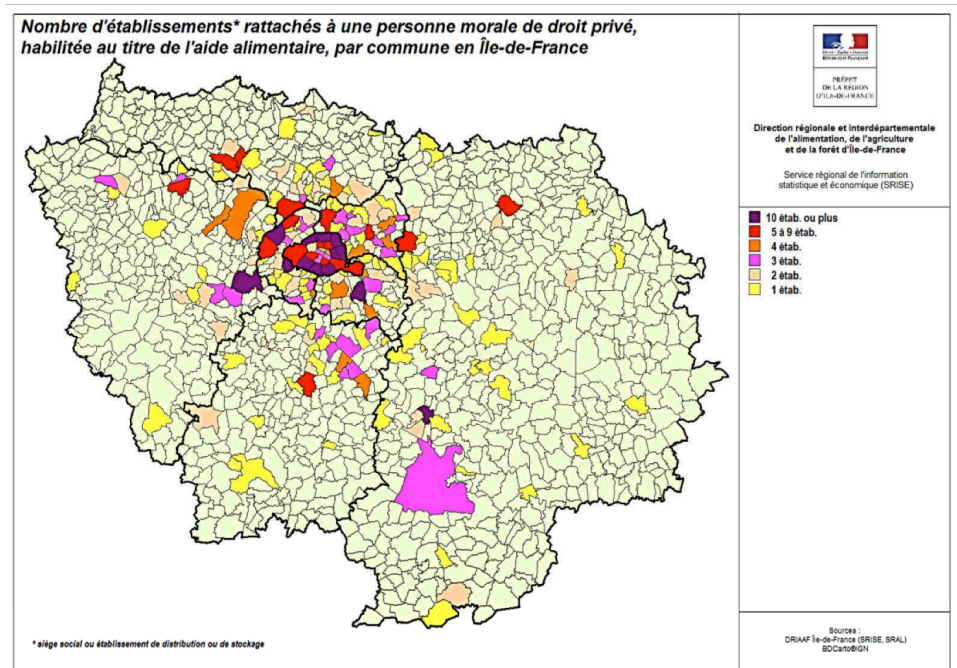 Nombre d'établissements* rattachés à une personne morale de droit privé,
habilitée au titre de l'aide alimentaire, par commune en Île-de-France
RÉPUBLIQUE FRANÇAISE
PRÉFET
DE LA RÉGION
D'ILE-DE-FRANCE
Direction régionale et interdépartementale
de l'alimentation, de l'agriculture
et de la forêt d'Île-de-France
Service régional de l'information
statistique et économique (SRISE)
10 étab. ou plus
5 à 9 étab.
4 étab.
3 étab.
2 étab.
1 étab.
* siège social ou établissement de distribution ou de stockage
Sources :
DRIAAF Île-de-France (SRISE, SRAL)
BDCarto®IGN